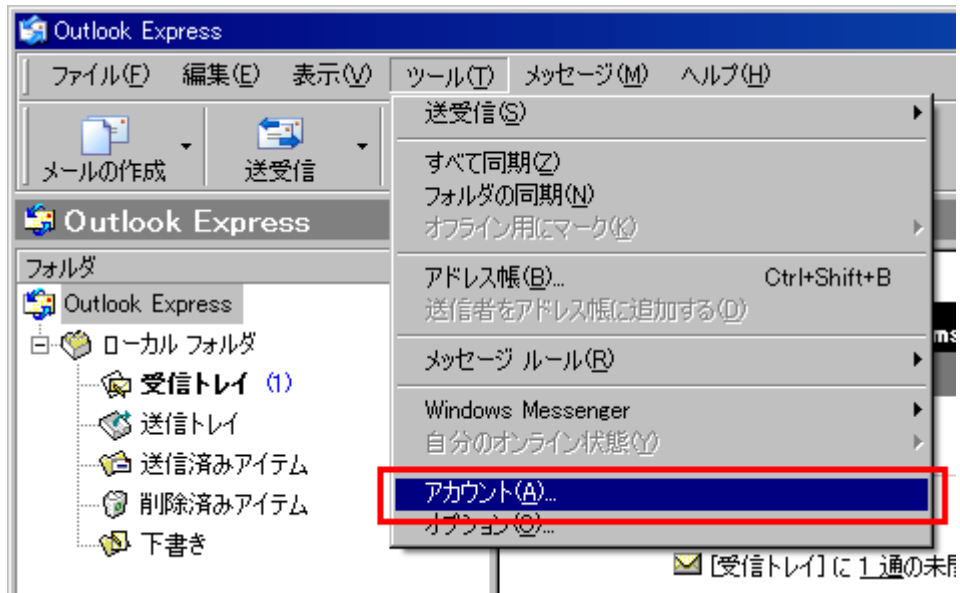 Outlook Express
ファイル(F) 編集(E) 表示(V) ツール(T) メッセージ(M) ヘルプ(H)
メールの作成 送受信
Outlook Express
フォルダ
Outlook Express
ローカル フォルダ
受信トレイ (1)
送信トレイ
送信済みアイテム
削除済みアイテム
下書き
送受信(S)
すべて同期(Z)
フォルダの同期(N)
オフライン用にマーク(K)
アドレス帳(B)... Ctrl+Shift+B
送信者をアドレス帳に追加する(D)
メッセージ ルール(R)
Windows Messenger
自分のオンライン状態(Y)
アカウント(A)...
オプション(O)...
ms
[受信トレイ] に 1 通の未開